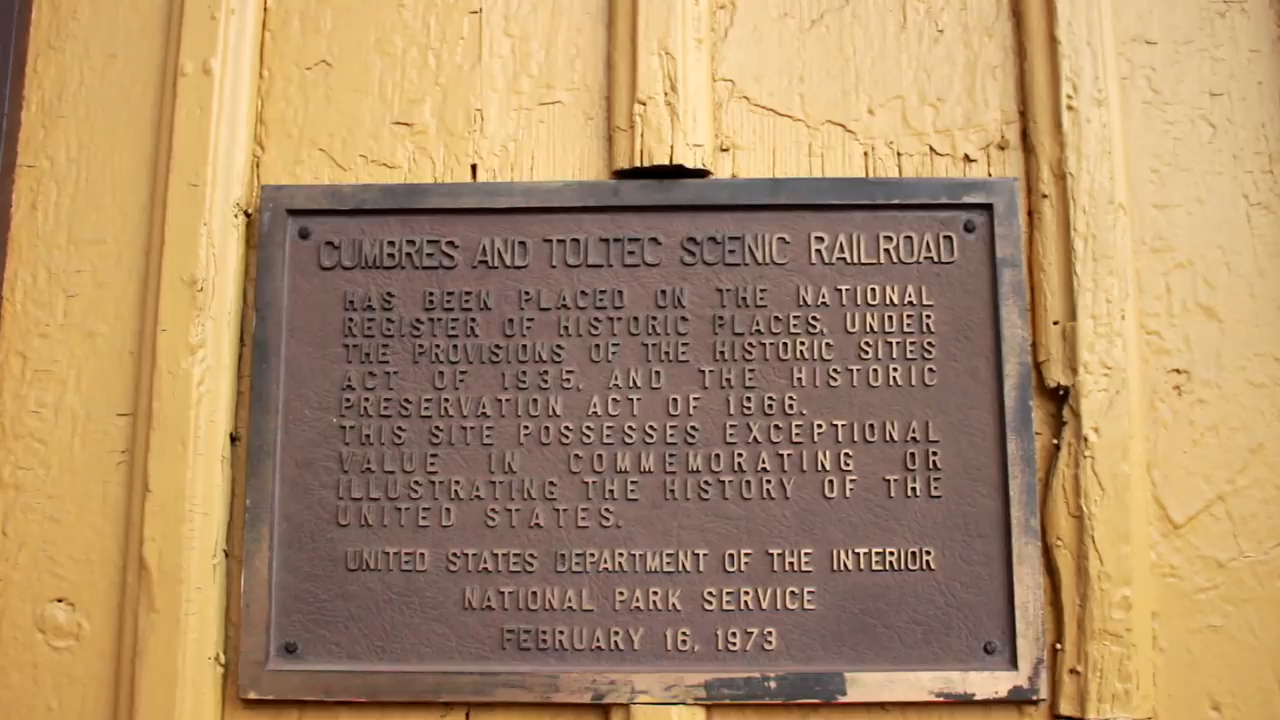 CUMBRES AND TOLTEC SCENIC RAILROAD
HAS BEEN PLACED ON THE NATIONAL
REGISTER OF HISTORIC PLACES, UNDER
THE PROVISIONS OF THE HISTORIC SITES
ACT OF 1935, AND THE HISTORIC
PRESERVATION ACT OF 1966.
THIS SITE POSSESSES EXCEPTIONAL
VALUE IN COMMEMORATING OR
ILLUSTRATING THE HISTORY OF THE
UNITED STATES.
UNITED STATES DEPARTMENT OF THE INTERIOR
NATIONAL PARK SERVICE
FEBRUARY 16, 1973